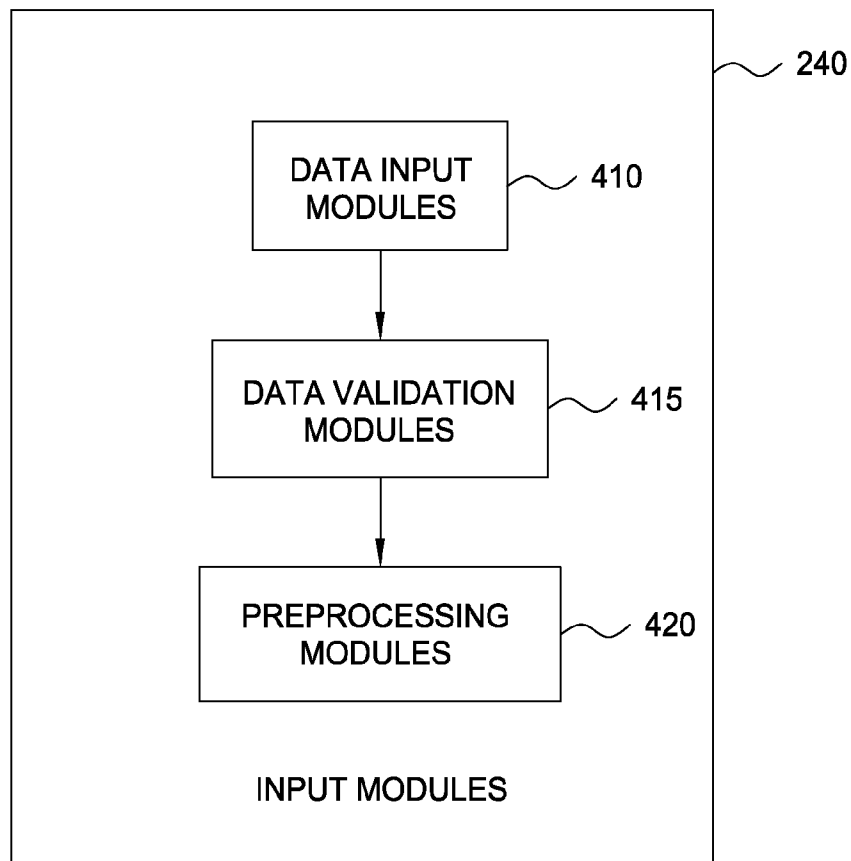 240
DATA INPUT
MODULES
410
DATA VALIDATION
MODULES
415
PREPROCESSING
MODULES
420
INPUT MODULES